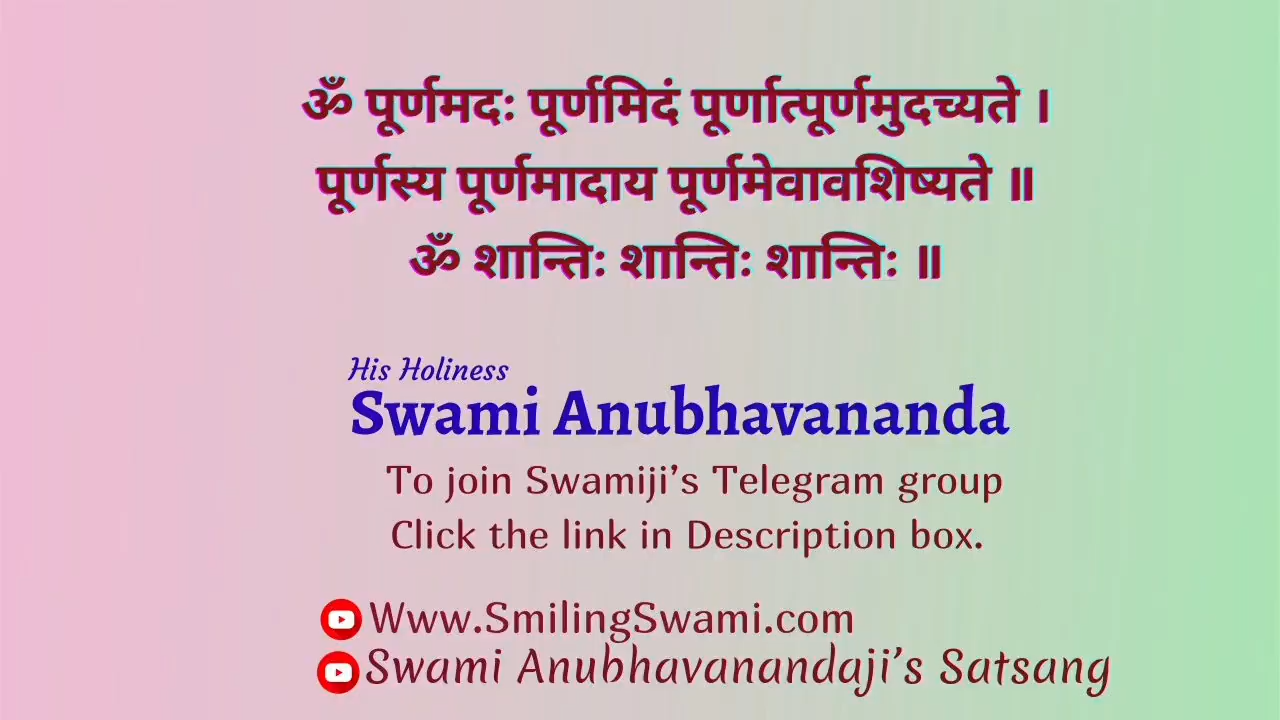 ॐ पूर्णमदः पूर्णमिदं पूर्णात्पूर्णमुदच्यते ।
पूर्णस्य पूर्णमादाय पूर्णमेवावशिष्यते ॥
ॐ शान्तिः शान्तिः शान्तिः ॥
His Holiness
Swami Anubhavananda
To join Swamiji's Telegram group
Click the link in Description box.
Www.SmilingSwami.com
Swami Anubhavanandaji's Satsang